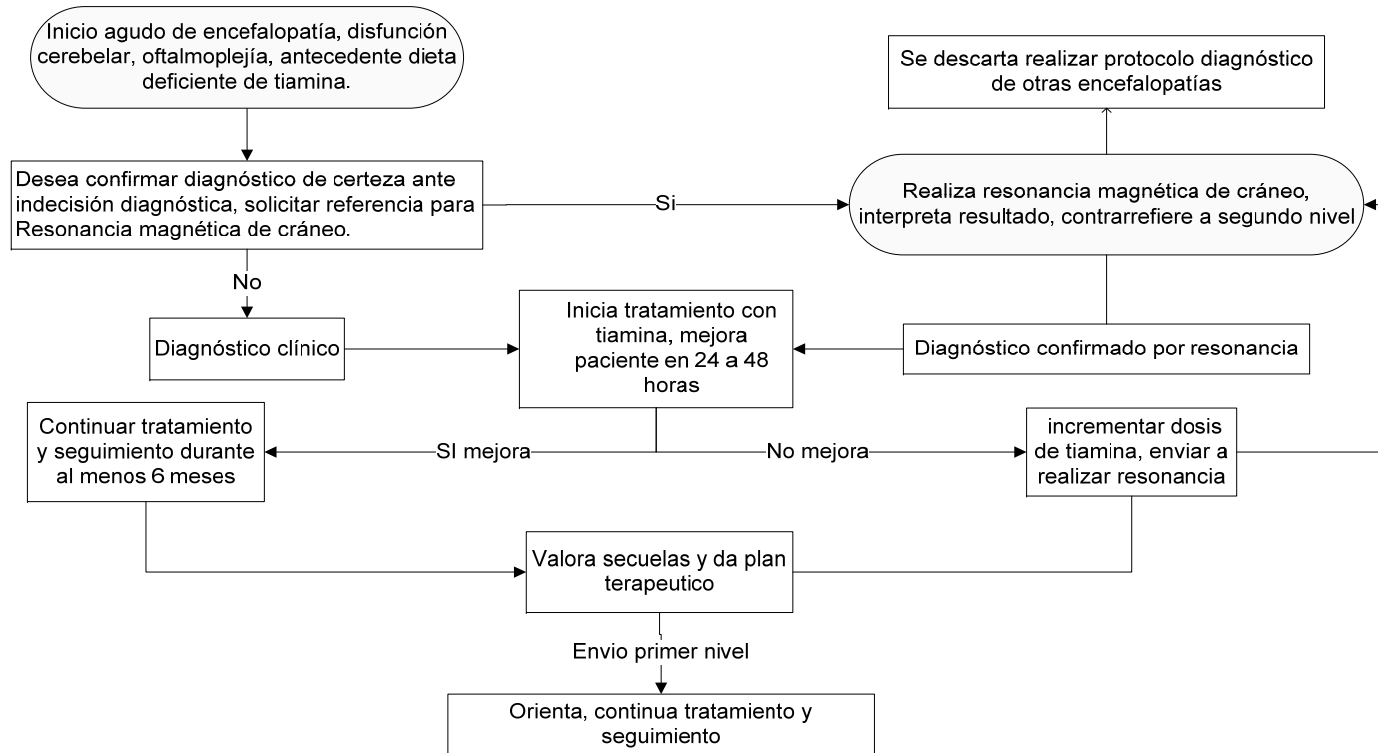 Inicio agudo de encefalopatía, disfunción
cerebelar, oftalmoplejía, antecedente dieta
deficiente de tiamina.
Se descarta realizar protocolo diagnóstico
de otras encefalopatías
Desea confirmar diagnóstico de certeza ante
indecisión diagnóstica, solicitar referencia para
Resonancia magnética de cráneo.
Si
Realiza resonancia magnética de cráneo,
interpreta resultado, contrarrefiere a segundo nivel
No
Diagnóstico clínico
Inicia tratamiento con
tiamina, mejora
paciente en 24 a 48
horas
Diagnóstico confirmado por resonancia
Continuar tratamiento
y seguimiento durante
al menos 6 meses
SI mejora
No mejora
incrementar dosis
de tiamina, enviar a
realizar resonancia
Valora secuelas y da plan
terapeutico
Envio primer nivel
Orienta, continua tratamiento y
seguimiento